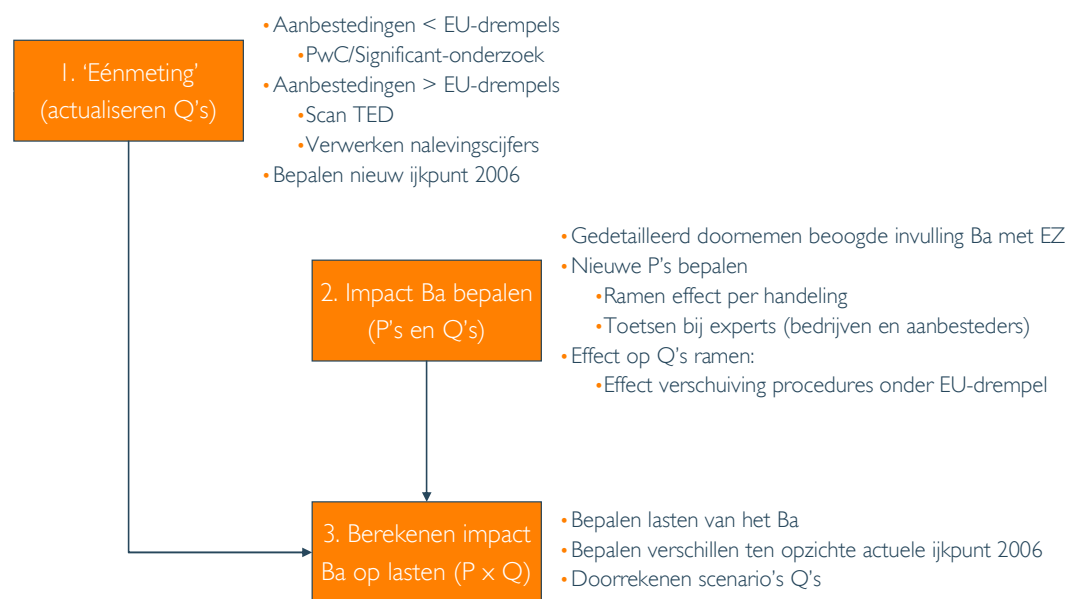 1. ‘Eénmeting’
(actualiseren Q’s)
•Aanbestedingen < EU-drempels
•PwC/Significant-onderzoek
•Aanbestedingen > EU-drempels
•Scan TED
•Verwerken nalevingscijfers
•Bepalen nieuw ijkpunt 2006
2. Impact Ba bepalen
(P’s en Q’s)
•Gedetailleerd doornemen beoogde invulling Ba met EZ
•Nieuwe P’s bepalen
•Ramen effect per handeling
•Toetsen bij experts (bedrijven en aanbesteders)
•Effect op Q’s ramen:
•Effect verschuiving procedures onder EU-drempel
3. Berekenen impact
Ba op lasten (P x Q)
•Bepalen lasten van het Ba
•Bepalen verschillen ten opzichte actuele ijkpunt 2006
•Doorrekenen scenario’s Q’s